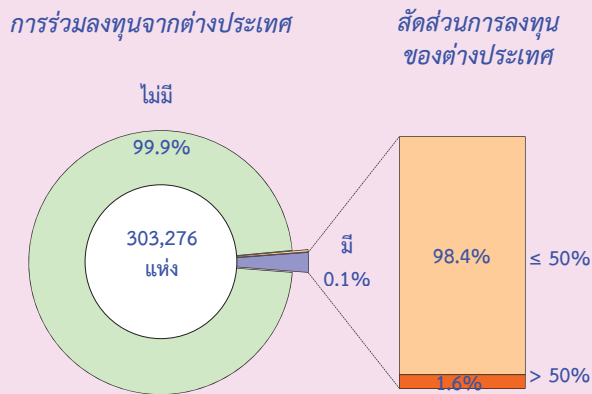 การร่วมลงทุนจากต่างประเทศ
สัดส่วนการลงทุน
ของต่างประเทศ
ไม่มี
99.9%
303,276
แห่ง
มี
0.1%
98.4%
≤ 50%
1.6%
> 50%